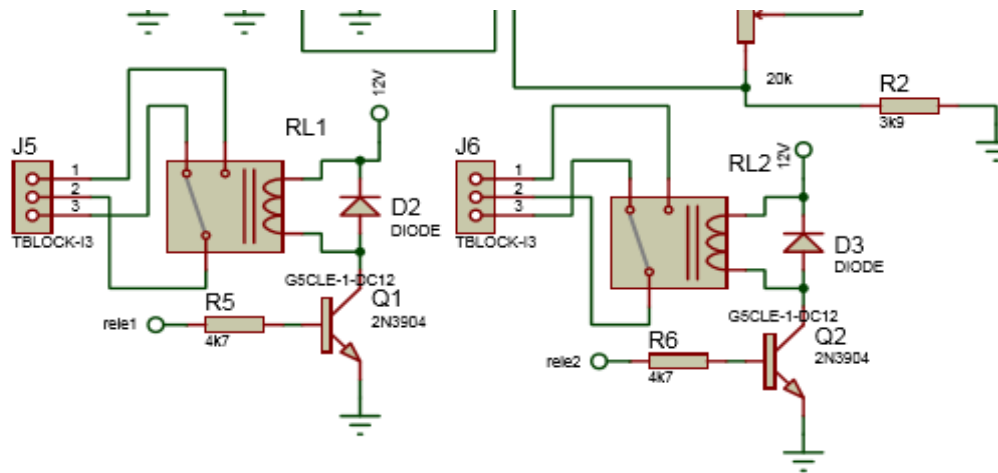 20k
R2
3k9
12V
RL1
J5
1
2
3
TBLOCK-I3
D2
DIODE
G5CLE-1-DC12
Q1
2N3904
rele1
R5
4k7
J6
1
2
3
TBLOCK-I3
RL2
12V
D3
DIODE
G5CLE-1-DC12
Q2
2N3904
rele2
R6
4k7